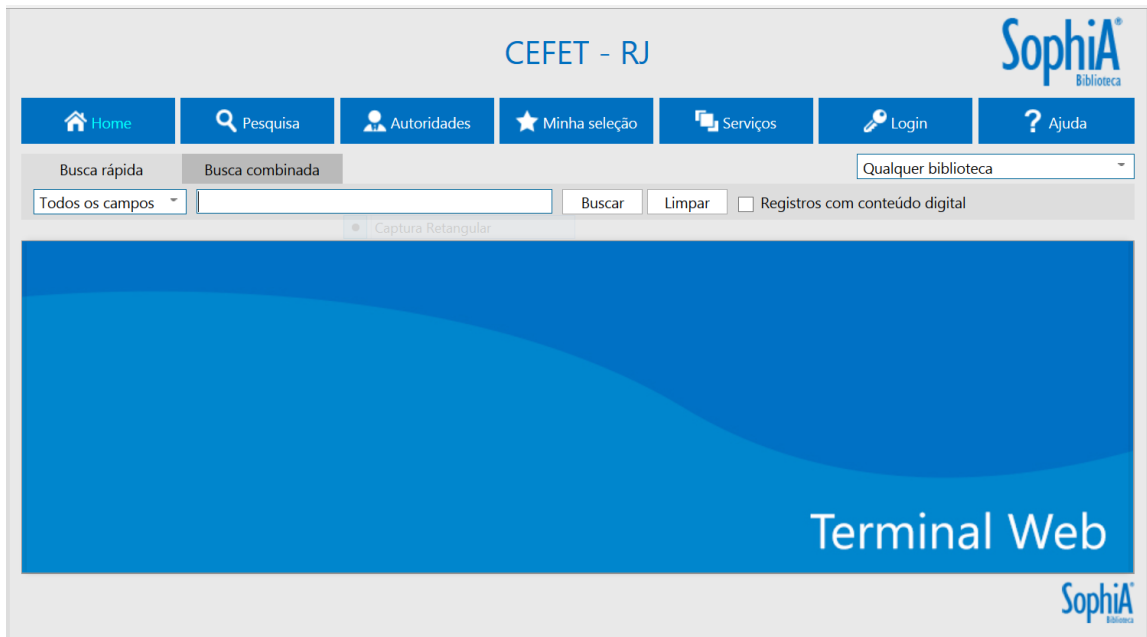 CEFET - RJ
SophiA®
Biblioteca
Home Pesquisa Autoridades Minha seleção Serviços Login ? Ajuda
Busca rápida Busca combinada Qualquer biblioteca
Todos os campos Buscar Limpar Registros com conteúdo digital
Captura Retangular
Terminal Web
SophiA
Biblioteca